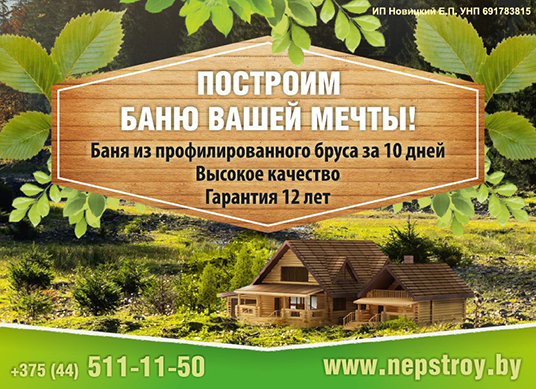 ИП Новицкий Е.П, УНП 691783815
ПОСТРОИМ
БАНЮ ВАШЕЙ МЕЧТЫ!
Баня из профилированного бруса за 10 дней
Высокое качество
Гарантия 12 лет
+375 (44) 511-11-50
www.nepstroy.by